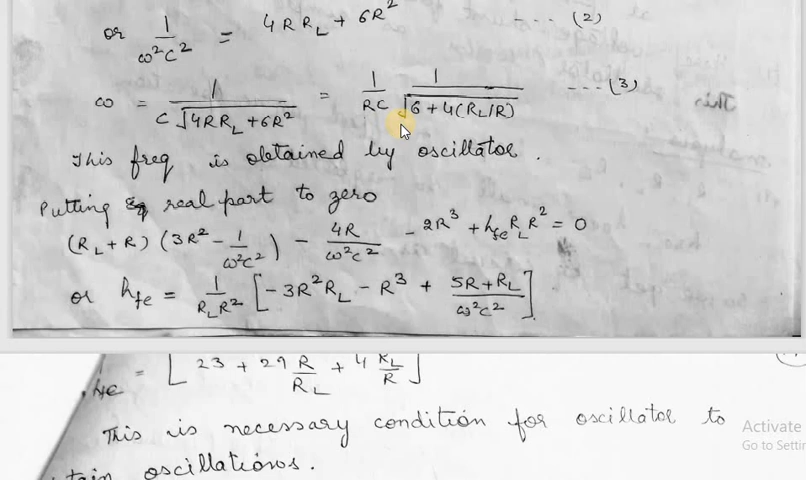 or 1/ω²c² = 4RR_L + 6R² ---- (2)
ω = 1/(C√(4RR_L + 6R²)) = 1/RC 1/√(6 + 4(R_L/R)) ---(3)
This freq is obtained by oscillator.
Putting real part to zero
(R_L + R) (3R² - 1/ω²c²) - 4R/ω²c² - 2R³ + h_fe R_L R² = 0
or h_fe = 1/(R_L R²) [-3R²R_L - R³ + (5R + R_L)/ω²c²]
h_fe = [23 + 29 R/R_L + 4 R_L/R]
This is necessary condition for oscillator to
tain oscillations.
Activate
Go to Settin